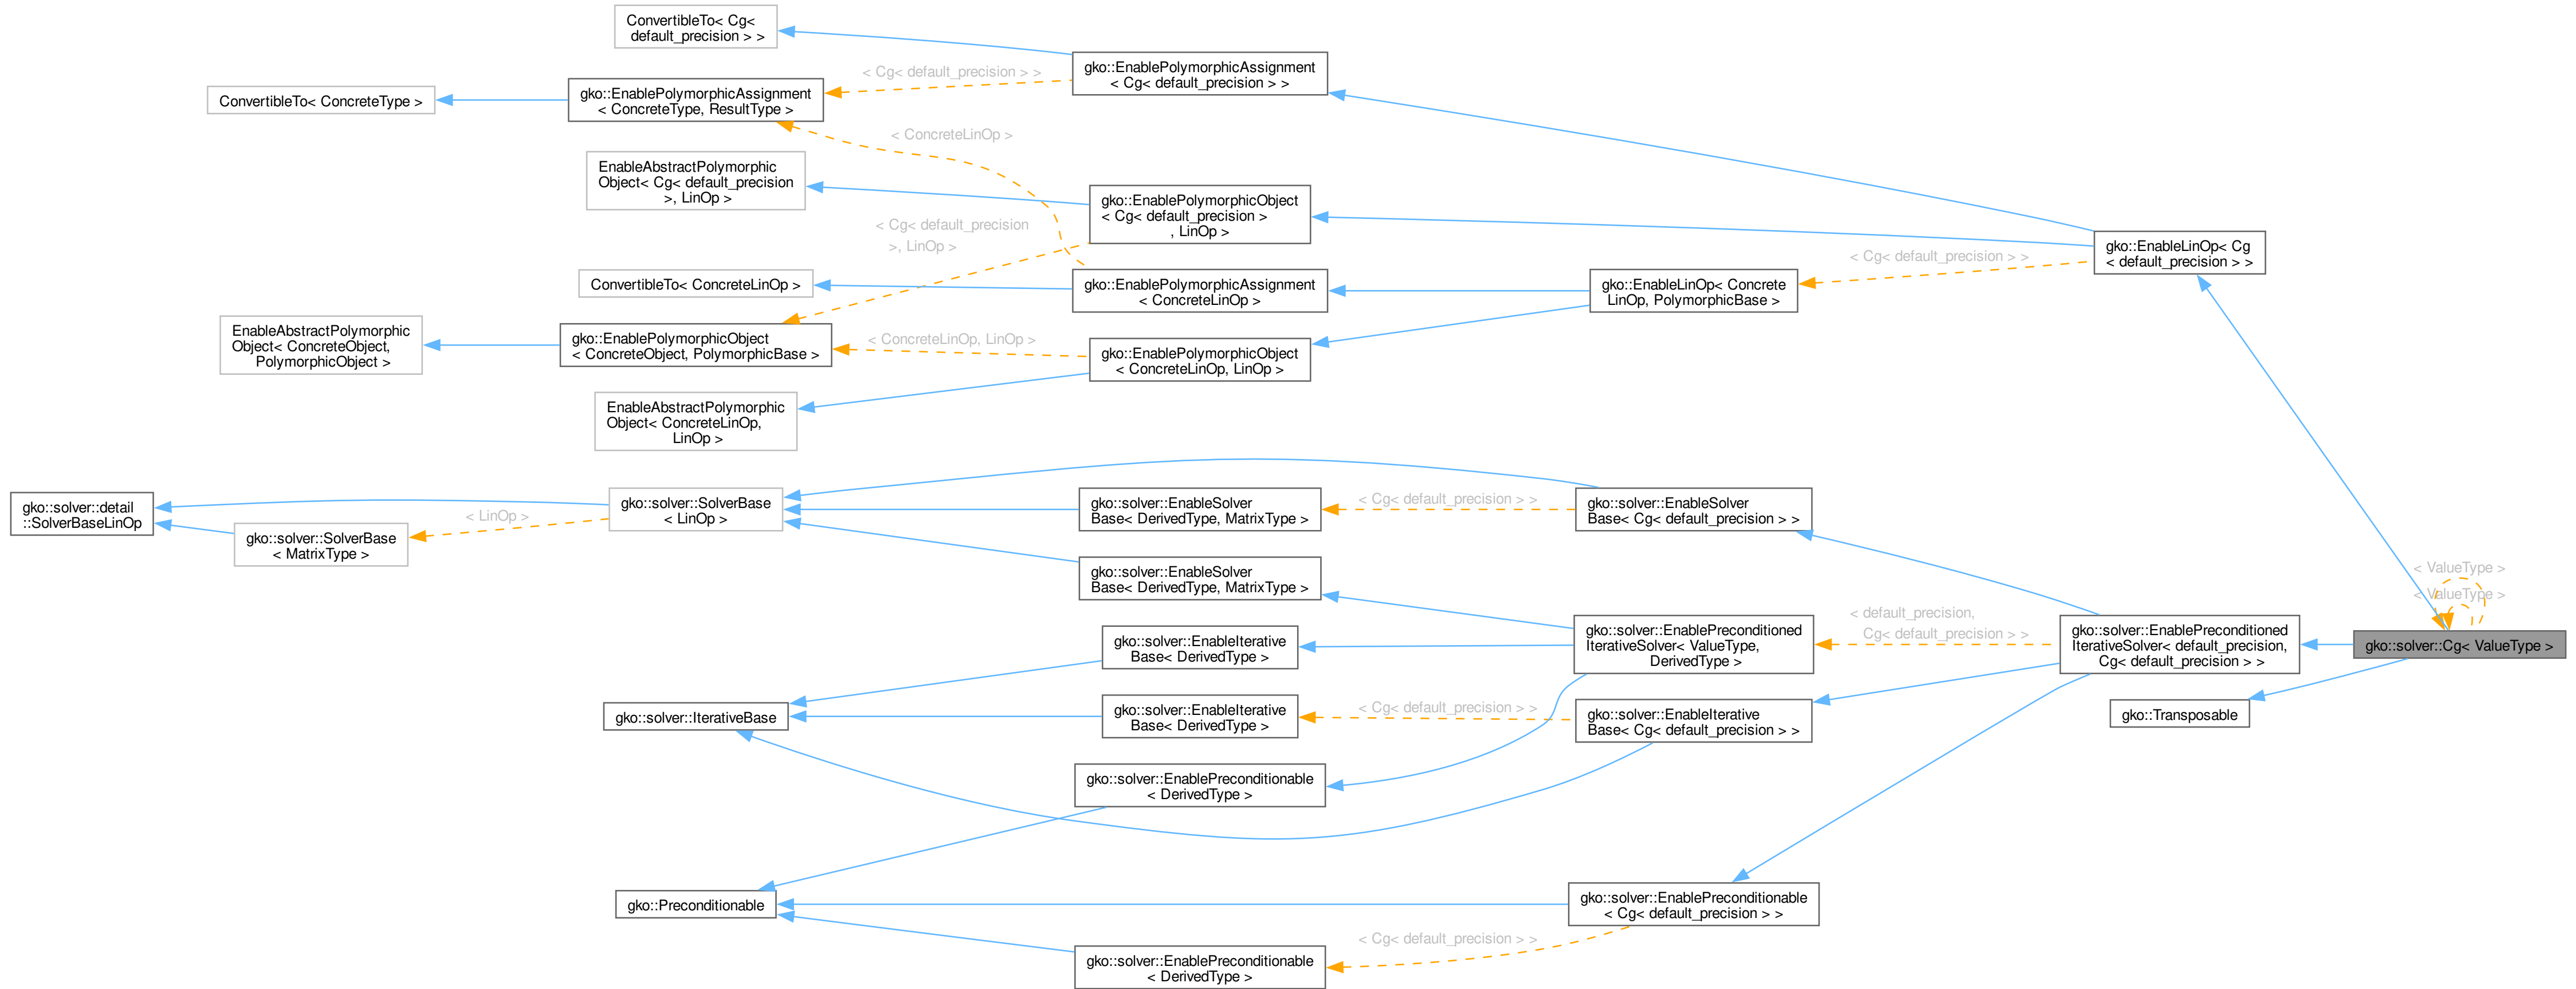 ConvertibleTo< Cg<
default_precision > >
gko::EnablePolymorphicAssignment
< Cg< default_precision > >
< Cg< default_precision > >
ConvertibleTo< ConcreteType >
gko::EnablePolymorphicAssignment
< ConcreteType, ResultType >
< ConcreteLinOp >
EnableAbstractPolymorphic
Object< Cg< default_precision
>, LinOp >
gko::EnablePolymorphicObject
< Cg< default_precision >
, LinOp >
< Cg< default_precision
>, LinOp >
gko::EnableLinOp< Cg
< default_precision > >
< Cg< default_precision > >
ConvertibleTo< ConcreteLinOp >
gko::EnablePolymorphicAssignment
< ConcreteLinOp >
gko::EnableLinOp< Concrete
LinOp, PolymorphicBase >
EnableAbstractPolymorphic
Object< ConcreteObject,
PolymorphicObject >
gko::EnablePolymorphicObject
< ConcreteObject, PolymorphicBase >
< ConcreteLinOp, LinOp >
gko::EnablePolymorphicObject
< ConcreteLinOp, LinOp >
EnableAbstractPolymorphic
Object< ConcreteLinOp,
LinOp >
gko::solver::detail
::SolverBaseLinOp
gko::solver::SolverBase
< MatrixType >
< LinOp >
gko::solver::SolverBase
< LinOp >
gko::solver::EnableSolver
Base< DerivedType, MatrixType >
< Cg< default_precision > >
gko::solver::EnableSolver
Base< Cg< default_precision > >
gko::solver::EnableSolver
Base< DerivedType, MatrixType >
< ValueType >
< ValueType >
gko::solver::EnableIterative
Base< DerivedType >
gko::solver::EnablePreconditioned
IterativeSolver< ValueType,
DerivedType >
< default_precision,
Cg< default_precision > >
gko::solver::EnablePreconditioned
IterativeSolver< default_precision,
Cg< default_precision > >
gko::solver::Cg< ValueType >
gko::solver::IterativeBase
gko::solver::EnableIterative
Base< DerivedType >
< Cg< default_precision > >
gko::solver::EnableIterative
Base< Cg< default_precision > >
gko::Transposable
gko::solver::EnablePreconditionable
< DerivedType >
gko::Preconditionable
gko::solver::EnablePreconditionable
< Cg< default_precision > >
< Cg< default_precision > >
gko::solver::EnablePreconditionable
< DerivedType >